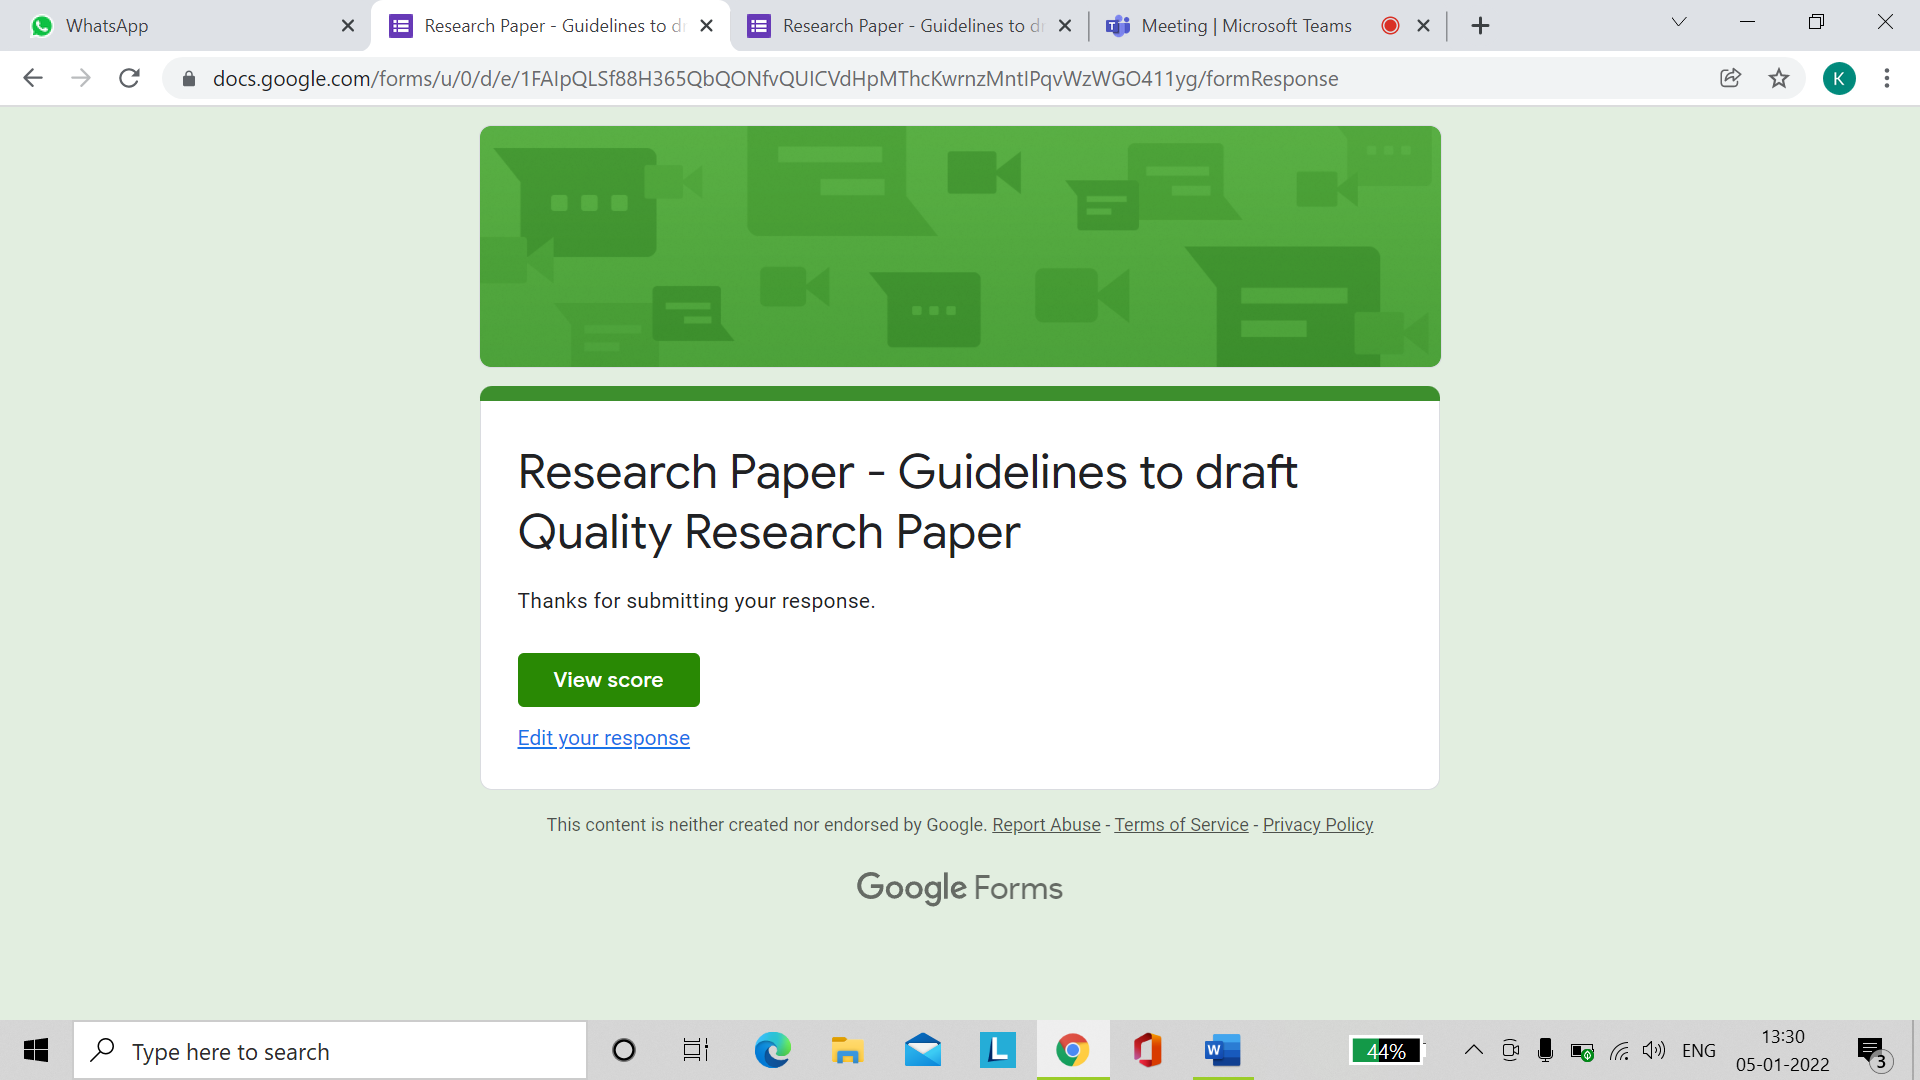 WhatsApp
Research Paper - Guidelines to dr
Research Paper - Guidelines to dr
Meeting | Microsoft Teams
docs.google.com/forms/u/0/d/e/1FAIpQLSf88H365QbQONfvQUICVdHpMThcKwrnzMntIPqvWzWGO411yg/formResponse
K
Research Paper - Guidelines to draft
Quality Research Paper
Thanks for submitting your response.
View score
Edit your response
This content is neither created nor endorsed by Google. Report Abuse - Terms of Service - Privacy Policy
Google Forms
Type here to search
L
W
44%
ENG
13:30
05-01-2022
3